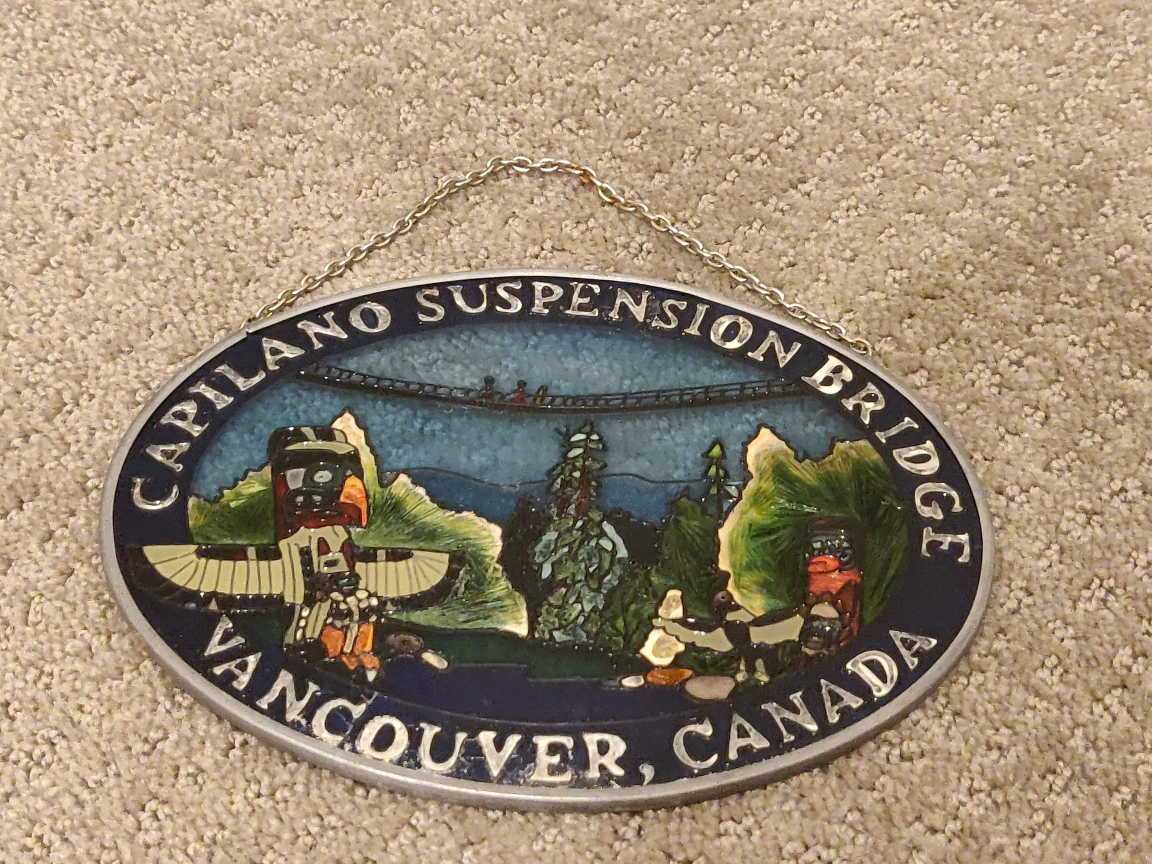 CAPILANO SUSPENSION BRIDGE
VANCOUVER, CANADA